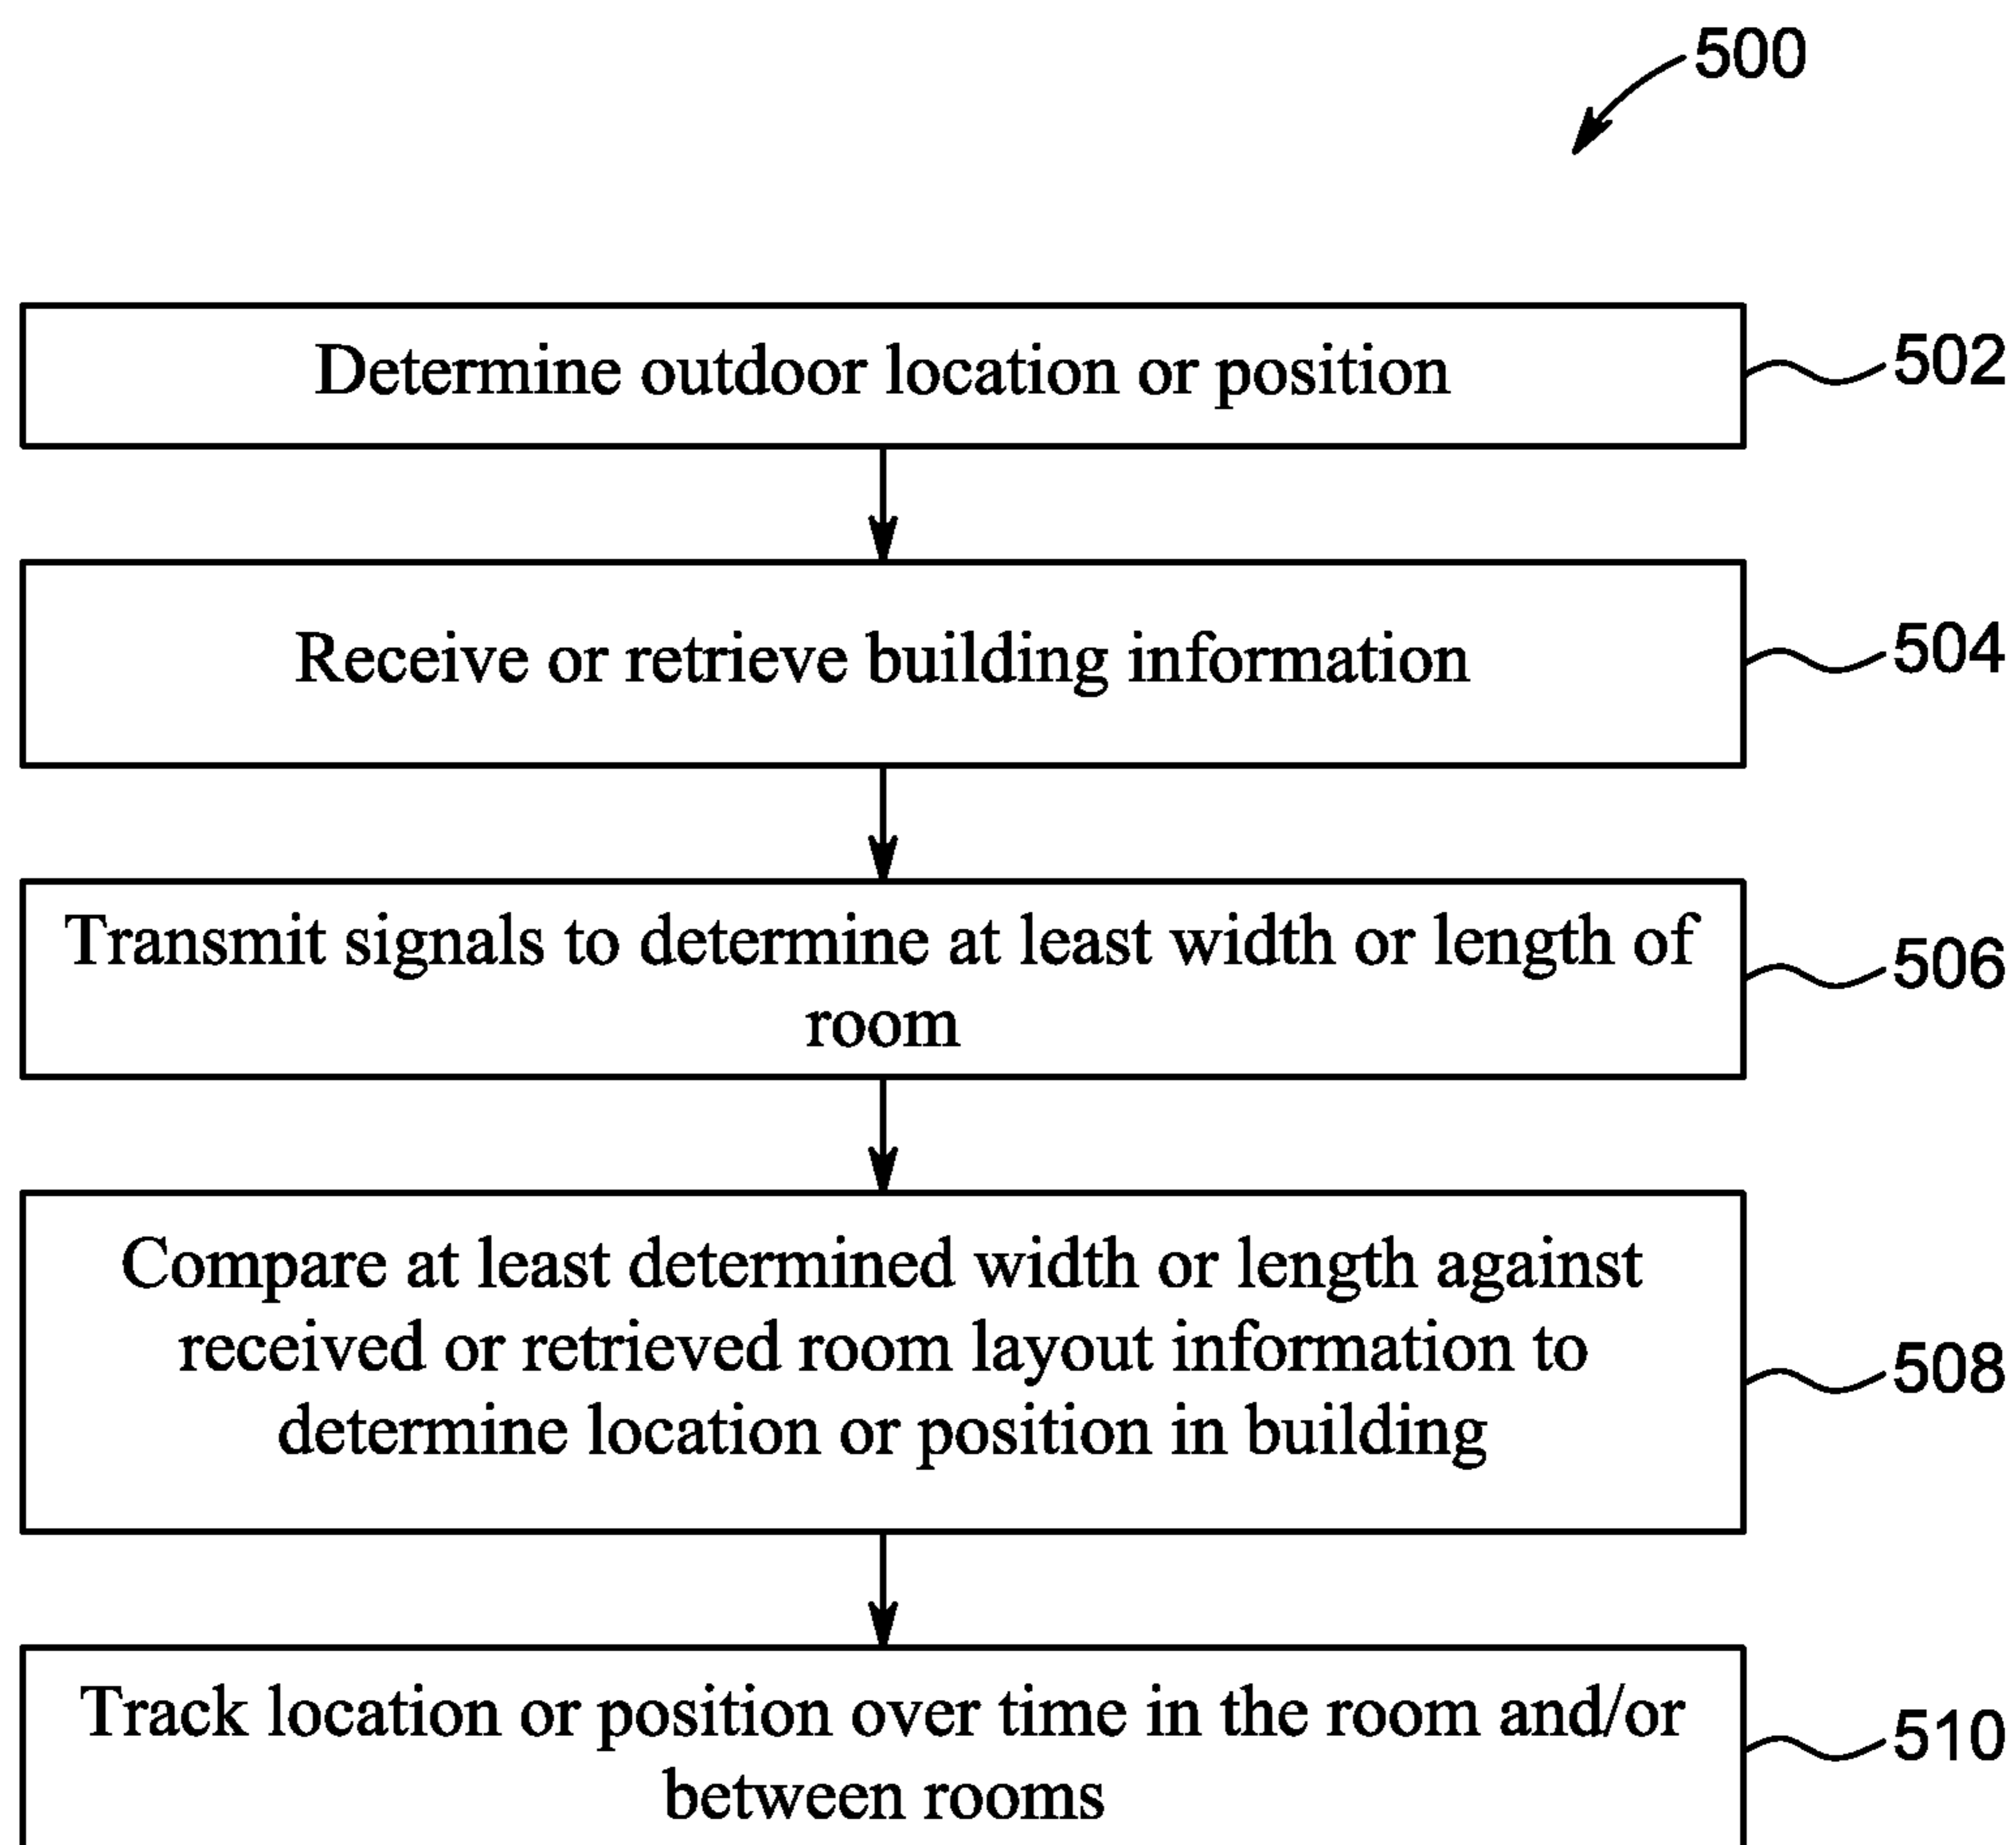 500
Determine outdoor location or position
502
Receive or retrieve building information
504
Transmit signals to determine at least width or length of
room
506
Compare at least determined width or length against
received or retrieved room layout information to
determine location or position in building
508
Track location or position over time in the room and/or
between rooms
510